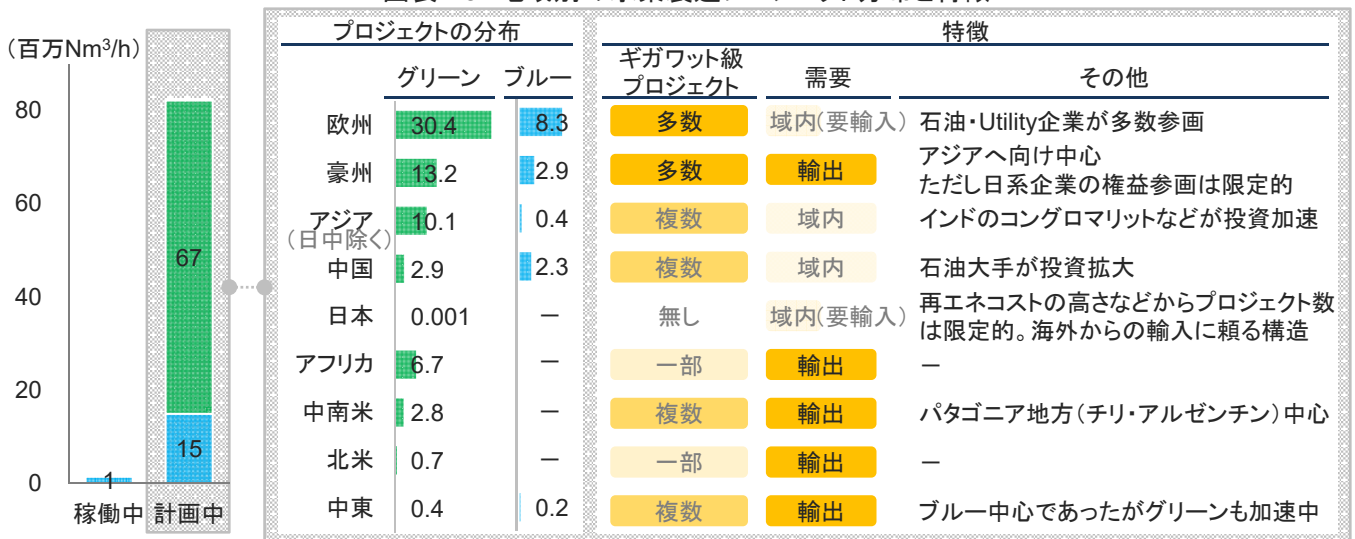 プロジェクトの分布
特徴
(百万Nm³/h)
グリーン ブルー
ギガワット級
プロジェクト
需要
その他
80
60
40
20
0
67
15
1
稼働中 計画中
欧州 30.4 8.3 多数 域内(要輸入) 石油・Utility企業が多数参画
豪州 13.2 2.9 多数 輸出 アジアへ向け中心
ただし日系企業の権益参画は限定的
アジア 10.1 0.4 複数 域内 インドのコングロマリットなどが投資加速
(日中除く)
中国 2.9 2.3 複数 域内 石油大手が投資拡大
日本 0.001 － 無し 域内(要輸入) 再エネコストの高さなどからプロジェクト数
は限定的。海外からの輸入に頼る構造
アフリカ 6.7 － 一部 輸出 －
中南米 2.8 － 複数 輸出 パタゴニア地方(チリ・アルゼンチン)中心
北米 0.7 － 一部 輸出 －
中東 0.4 0.2 複数 輸出 ブルー中心であったがグリーンも加速中